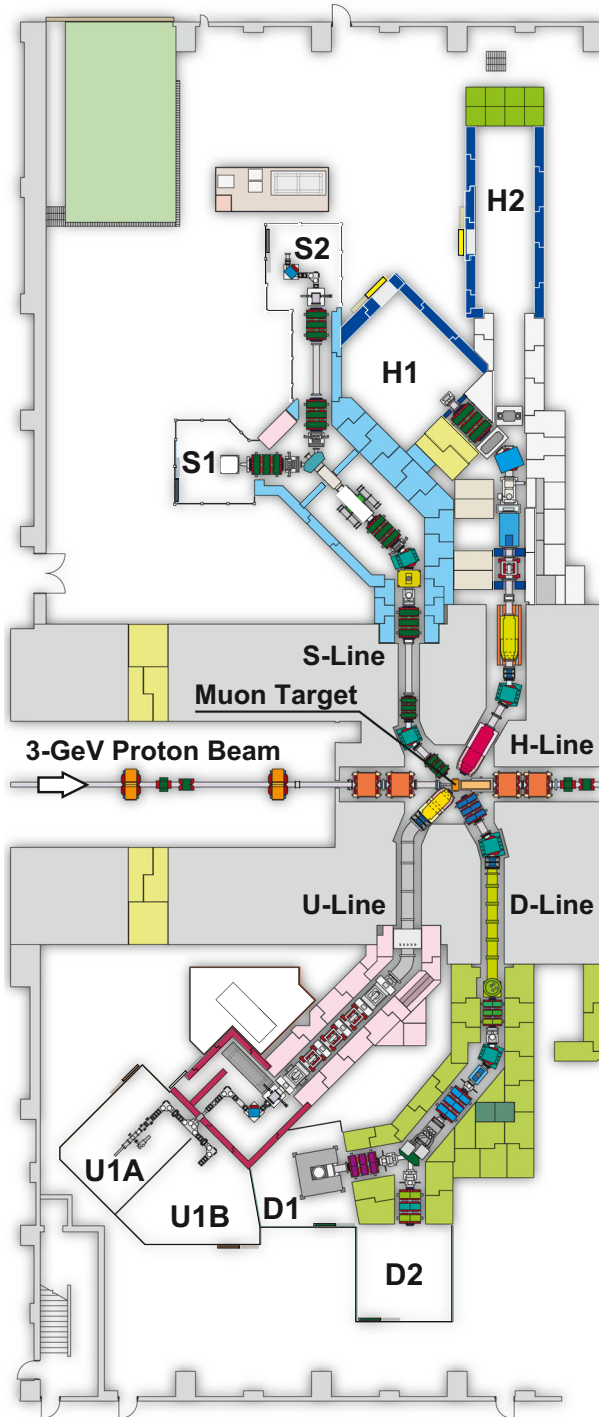 H2
S2
H1
S1
S-Line
Muon Target
3-GeV Proton Beam
H-Line
U-Line
D-Line
U1A
U1B
D1
D2